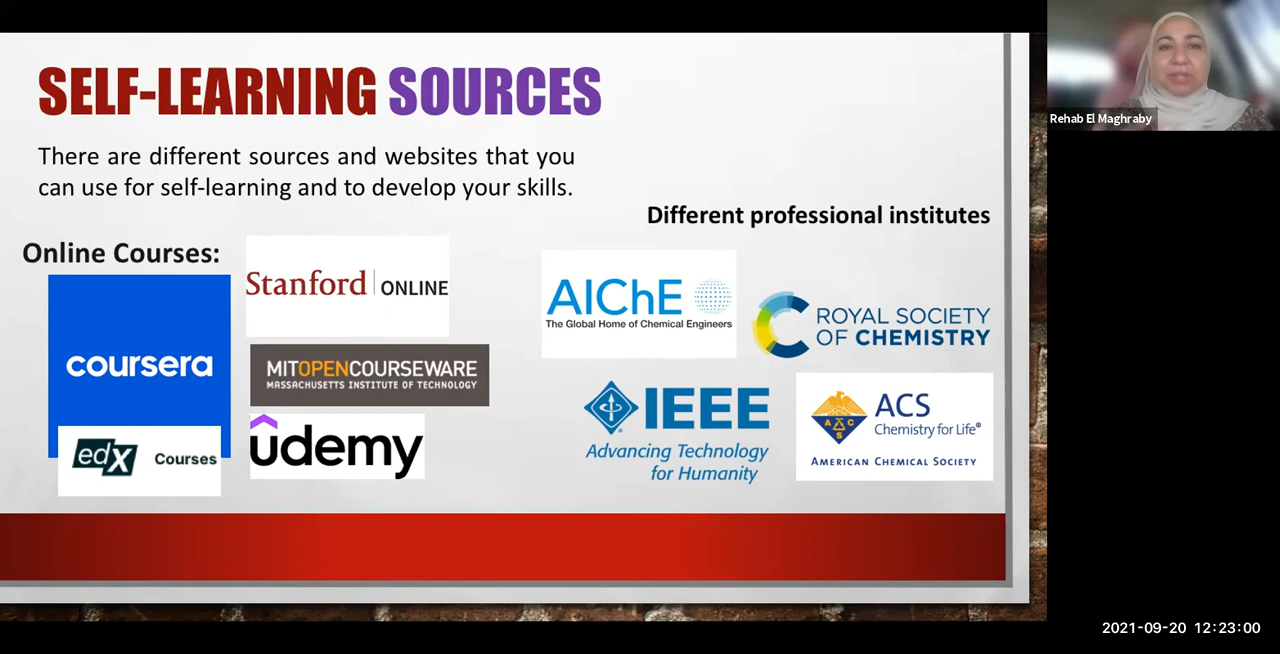 SELF-LEARNING SOURCES
There are different sources and websites that you
can use for self-learning and to develop your skills.
Different professional institutes
Online Courses:
Stanford | ONLINE
coursera
MITOPENCOURSEWARE
MASSACHUSETTS INSTITUTE OF TECHNOLOGY
edX Courses
udemy
AIChE
The Global Home of Chemical Engineers
ROYAL SOCIETY
OF CHEMISTRY
IEEE
Advancing Technology
for Humanity
ACS
ACS
Chemistry for Life®
AMERICAN CHEMICAL SOCIETY
Rehab El Maghraby
2021-09-20 12:23:00